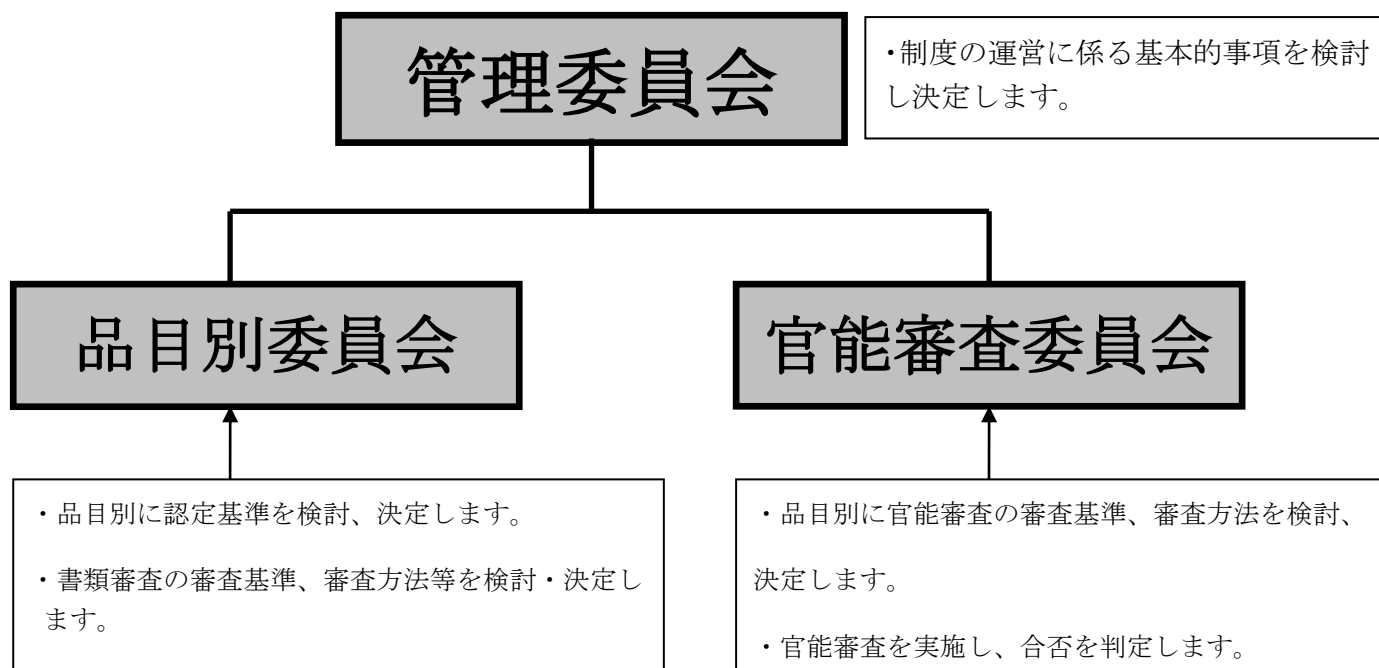 管理委員会
・制度の運営に係る基本的事項を検討
し決定します。
品目別委員会
官能審査委員会
・品目別に認定基準を検討、決定します。
・書類審査の審査基準、審査方法等を検討・決定し
ます。
・品目別に官能審査の審査基準、審査方法を検討、
決定します。
・官能審査を実施し、合否を判定します。